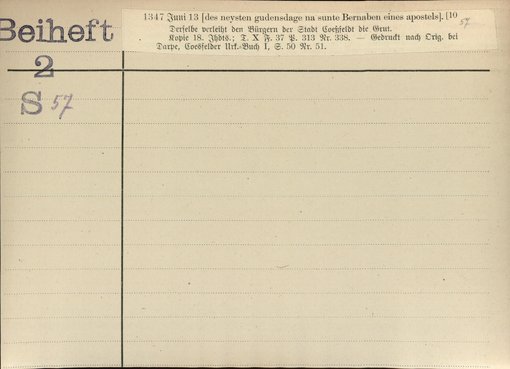 Beiheft
2
S 57
1347 Juni 13 [des neysten gudensdage na sunte Bernaben eines apostels]. [10
57.
Derselbe verleiht den Bürgern der Stadt Coeßfeldt die Grut.
Kopie 18. Jhdts.; T. X F. 37 P. 313 Nr. 338. — Gedruckt nach Orig. bei
Darpe, Coesfelder Urk.-Buch I, S. 50 Nr. 51.